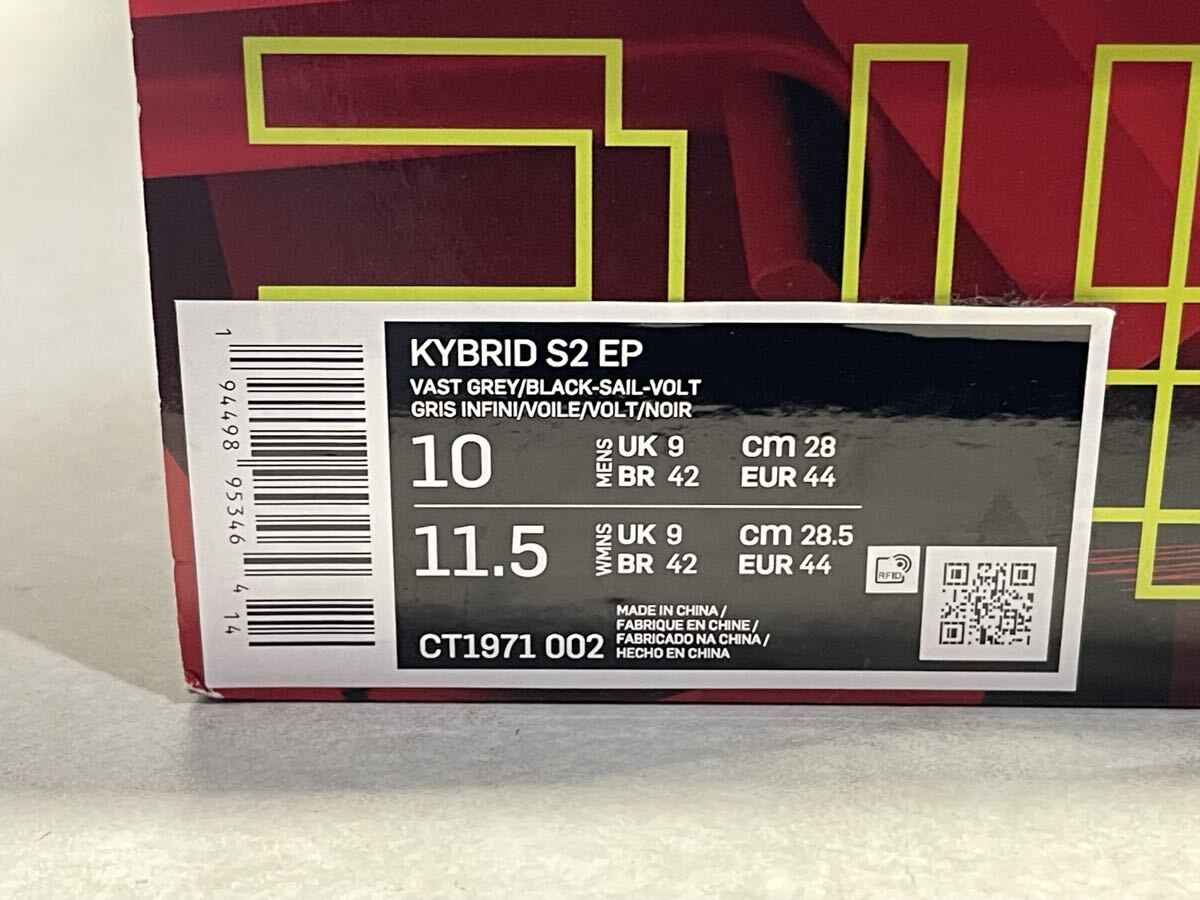 1 94498 95346 4 14
KYBRID S2 EP
VAST GREY/BLACK-SAIL-VOLT
GRIS INFINI/VOILE/VOLT/NOIR
10 MENS UK 9 cm 28
BR 42 EUR 44
11.5 WMNS UK 9 cm 28.5
BR 42 EUR 44
RFID
CT1971 002
MADE IN CHINA /
FABRIQUE EN CHINE /
FABRICADO NA CHINA /
HECHO EN CHINA